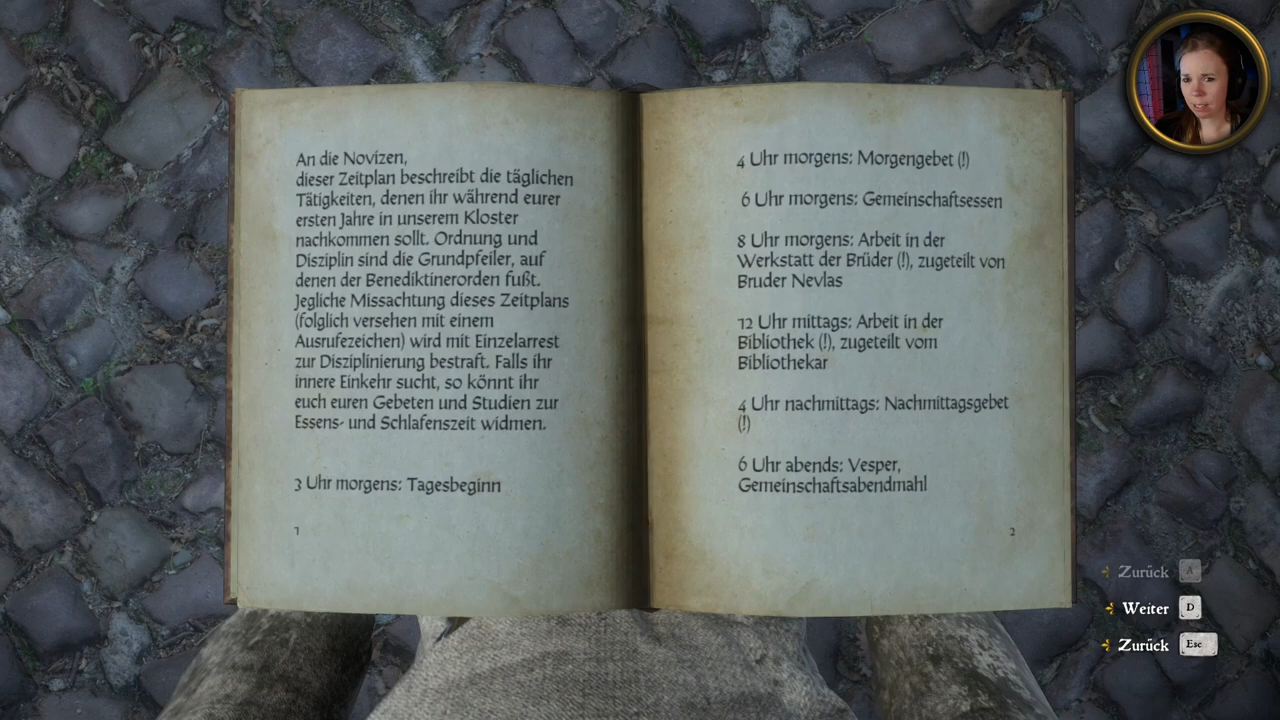 An die Novizen,
dieser Zeitplan beschreibt die täglichen
Tätigkeiten, denen ihr während eurer
ersten Jahre in unserem Kloster
nachkommen sollt. Ordnung und
Disziplin sind die Grundpfeiler, auf
denen der Benediktinerorden fußt.
Jegliche Missachtung dieses Zeitplans
(folglich versehen mit einem
Ausrufezeichen) wird mit Einzelarrest
zur Disziplinierung bestraft. Falls ihr
innere Einkehr sucht, so könnt ihr
euch euren Gebeten und Studien zur
Essens- und Schlafenszeit widmen.
3 Uhr morgens: Tagesbeginn
1
4 Uhr morgens: Morgengebet (!)
6 Uhr morgens: Gemeinschaftsessen
8 Uhr morgens: Arbeit in der
Werkstatt der Brüder (!), zugeteilt von
Bruder Nevlas
12 Uhr mittags: Arbeit in der
Bibliothek (!), zugeteilt vom
Bibliothekar
4 Uhr nachmittags: Nachmittagsgebet
(!)
6 Uhr abends: Vesper,
Gemeinschaftsabendmahl
2
Zurück A
Weiter D
Zurück Esc